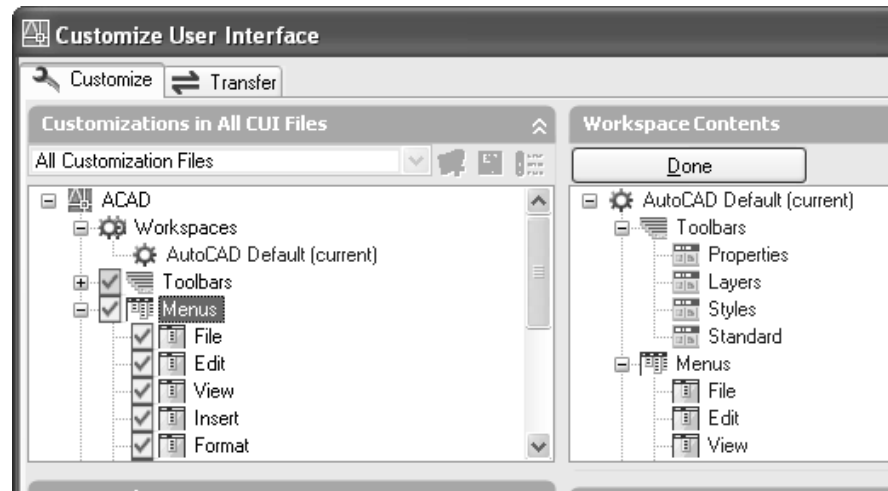 Customize User Interface
Customize Transfer
Customizations in All CUI Files
All Customization Files
ACAD
Workspaces
AutoCAD Default (current)
Toolbars
Menus
File
Edit
View
Insert
Format
Workspace Contents
Done
AutoCAD Default (current)
Toolbars
Properties
Layers
Styles
Standard
Menus
File
Edit
View